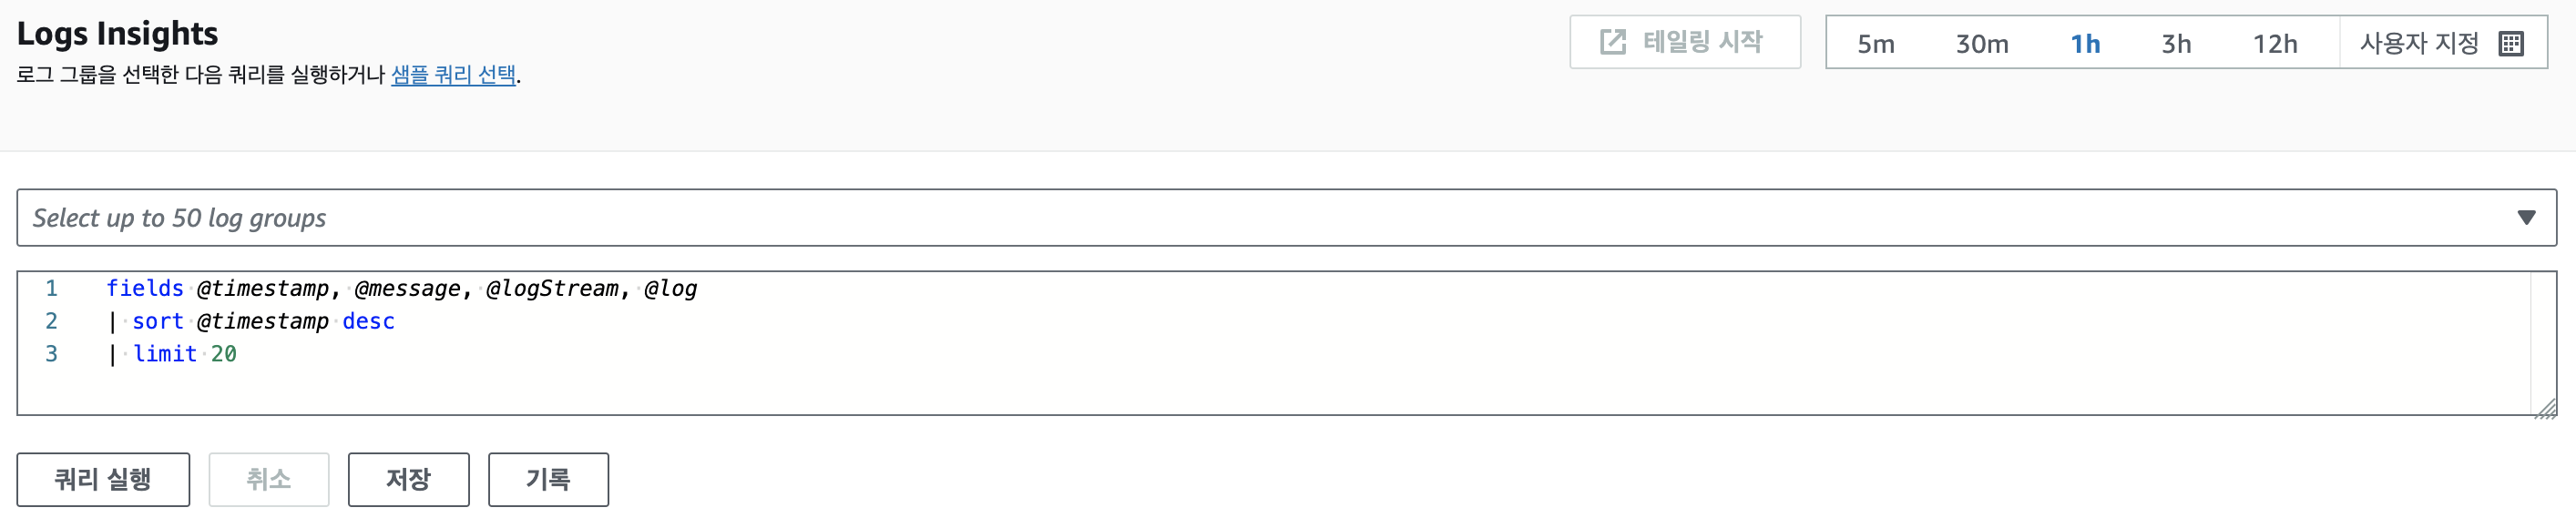 Logs Insights
로그 그룹을 선택한 다음 쿼리를 실행하거나 샘플 쿼리 선택.
테일링 시작
5m 30m 1h 3h 12h 사용자 지정
Select up to 50 log groups
1 fields @timestamp, @message, @logStream, @log
2 | sort @timestamp desc
3 | limit 20
쿼리 실행 취소 저장 기록